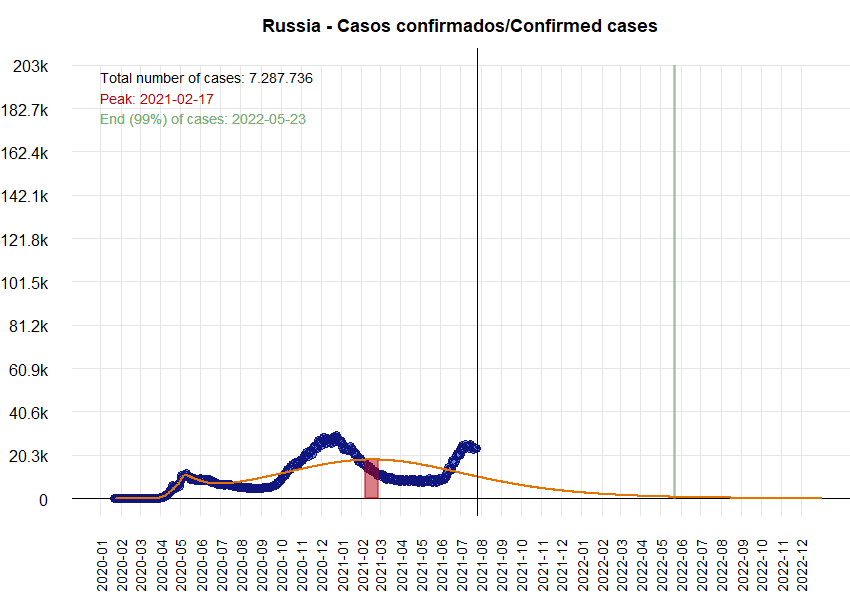 Russia - Casos confirmados/Confirmed cases
203k
Total number of cases: 7.287.736
Peak: 2021-02-17
182.7k
End (99%) of cases: 2022-05-23
162.4k
142.1k
121.8k
101.5k
81.2k
60.9k
40.6k
20.3k
0
2020-01
2020-02
2020-03
2020-04
2020-05
2020-06
2020-07
2020-08
2020-09
2020-10
2020-11
2020-12
2021-01
2021-02
2021-03
2021-04
2021-05
2021-06
2021-07
2021-08
2021-09
2021-10
2021-11
2021-12
2022-01
2022-02
2022-03
2022-04
2022-05
2022-06
2022-07
2022-08
2022-09
2022-10
2022-11
2022-12